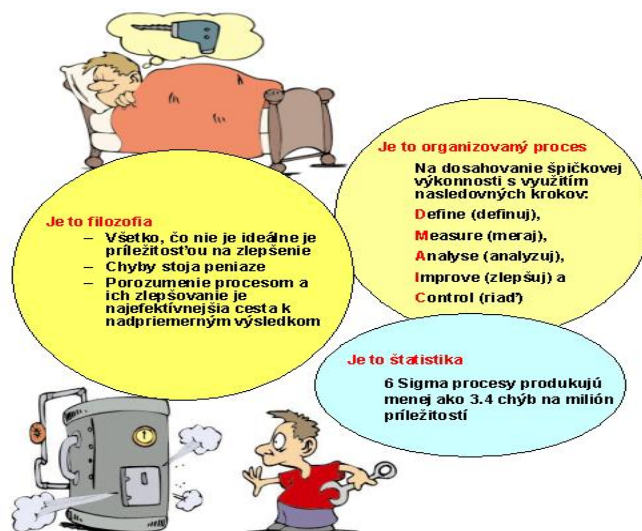 Je to filozofia
– Všetko, čo nie je ideálne je
príležitosťou na zlepšenie
– Chyby stoja peniaze
– Porozumenie procesom a
ich zlepšovanie je
najefektívnejšia cesta k
nadpriemerným výsledkom
Je to organizovaný proces
Na dosahovanie špičkovej
výkonnosti s využitím
nasledovných krokov:
Define (definuj),
Measure (meraj),
Analyse (analyzuj),
Improve (zlepšuj) a
Control (riaď)
Je to štatistika
6 Sigma procesy produkujú
menej ako 3.4 chýb na milión
príležitostí